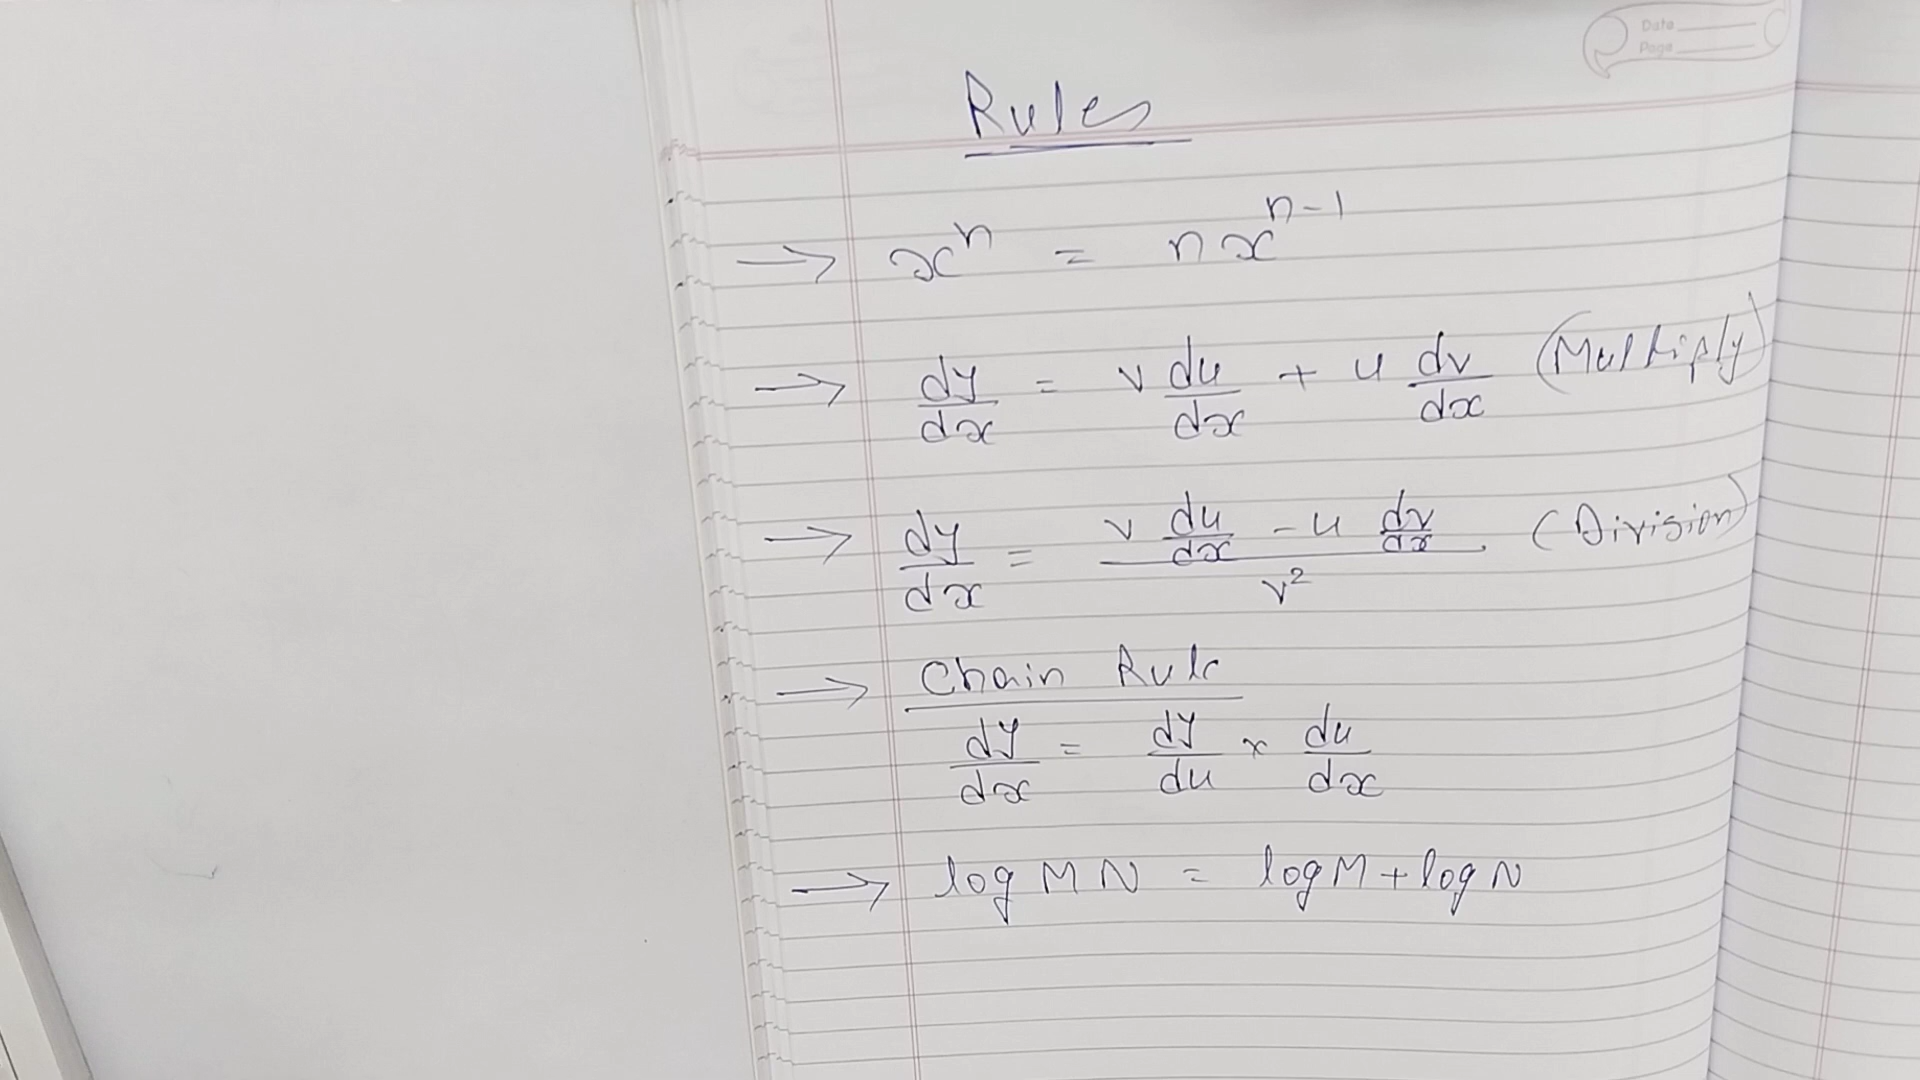 Date
Page
Rules
→ xⁿ = nxⁿ⁻¹
→ dy/dx = v du/dx + u dv/dx (Multiply)
→ dy/dx = (v du/dx - u dv/dx)/v² (Division)
→ Chain Rule
dy/dx = dy/du × du/dx
→ log MN = log M + log N